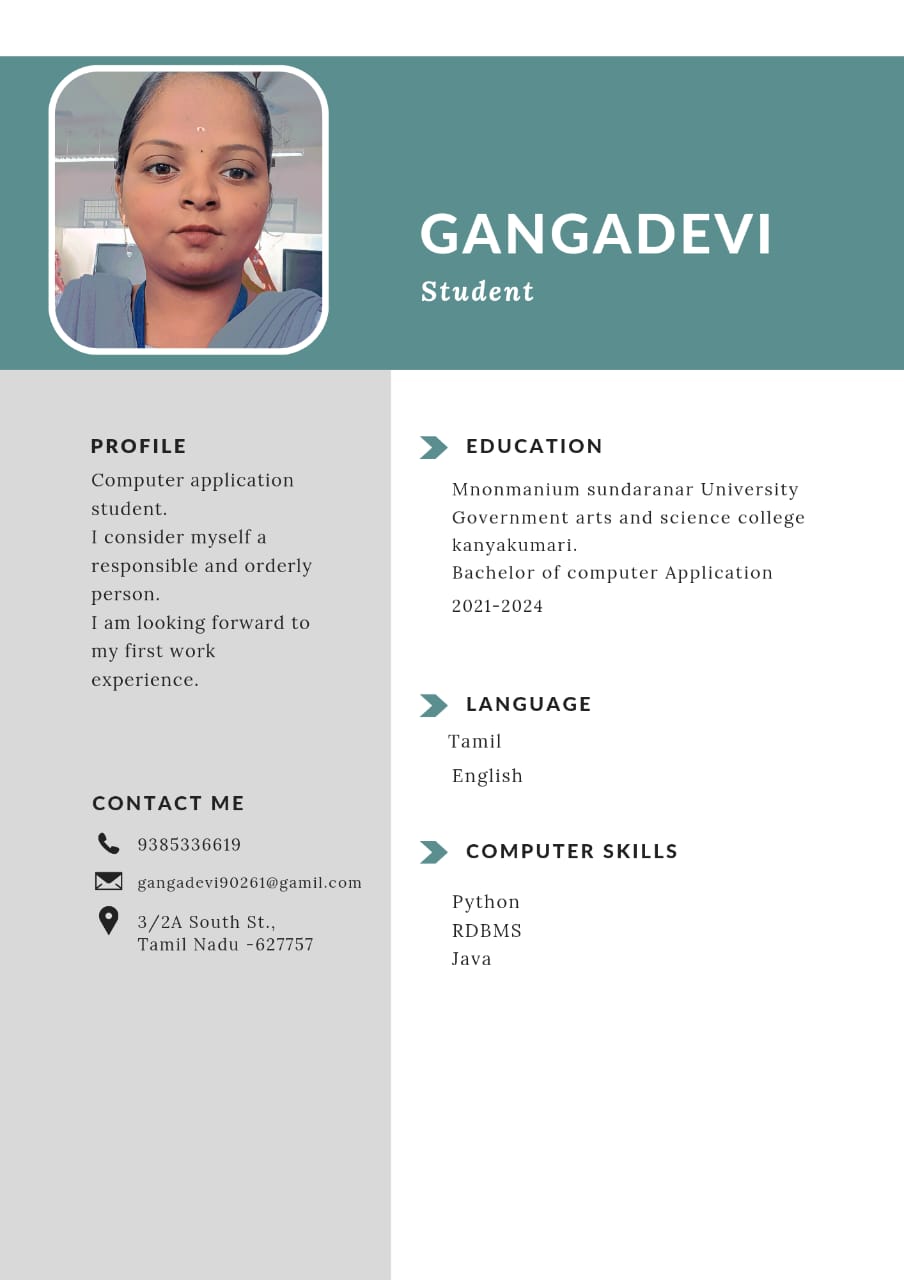 GANGADEVI
Student
PROFILE
Computer application
student.
I consider myself a
responsible and orderly
person.
I am looking forward to
my first work
experience.
CONTACT ME
9385336619
gangadevi90261@gamil.com
3/2A South St.,
Tamil Nadu -627757
EDUCATION
Mnonmanium sundaranar University
Government arts and science college
kanyakumari.
Bachelor of computer Application
2021-2024
LANGUAGE
Tamil
English
COMPUTER SKILLS
Python
RDBMS
Java